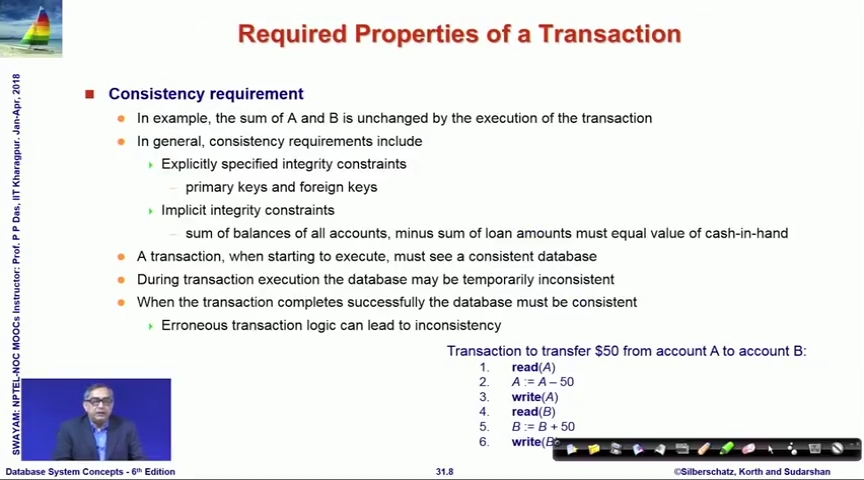 Required Properties of a Transaction
SWAYAM: NPTEL-NOC MOOCs Instructor: Prof. P P Das, IIT Kharagpur. Jan-Apr, 2018
Consistency requirement
In example, the sum of A and B is unchanged by the execution of the transaction
In general, consistency requirements include
Explicitly specified integrity constraints
– primary keys and foreign keys
Implicit integrity constraints
– sum of balances of all accounts, minus sum of loan amounts must equal value of cash-in-hand
A transaction, when starting to execute, must see a consistent database
During transaction execution the database may be temporarily inconsistent
When the transaction completes successfully the database must be consistent
Erroneous transaction logic can lead to inconsistency
Transaction to transfer $50 from account A to account B:
1. read(A)
2. A := A – 50
3. write(A)
4. read(B)
5. B := B + 50
6. write(B
Database System Concepts - 6th Edition
31.8
©Silberschatz, Korth and Sudarshan